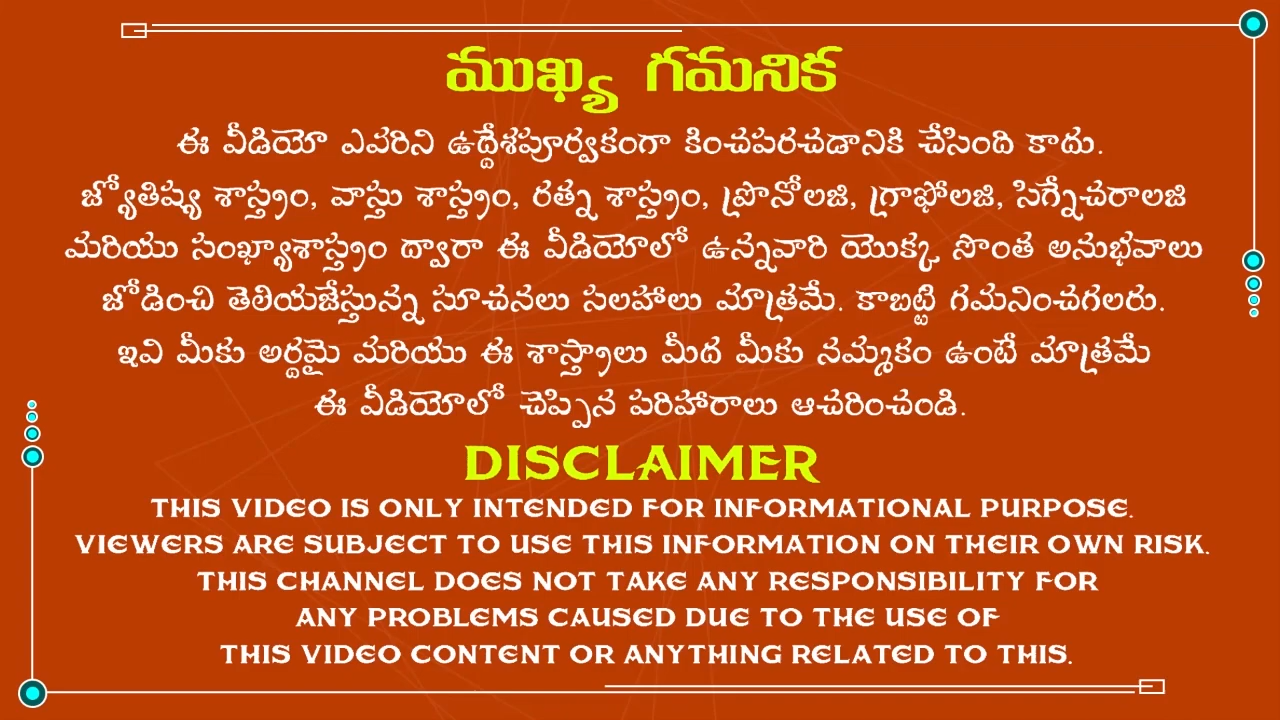 ముఖ్య గమనిక
ఈ వీడియో ఎవరిని ఉద్దేశపూర్వకంగా కించపరచడానికి చేసింది కాదు.
జ్యోతిష్య శాస్త్రం, వాస్తు శాస్త్రం, రత్న శాస్త్రం, ప్రొనోలజి, గ్రాఫోలజి, సిగ్నేచరాలజి
మరియు సంఖ్యాశాస్త్రం ద్వారా ఈ వీడియోలో ఉన్నవారి యొక్క సొంత అనుభవాలు
జోడించి తెలియజేస్తున్న సూచనలు సలహాలు మాత్రమే. కాబట్టి గమనించగలరు.
ఇవి మీకు అర్థమై మరియు ఈ శాస్త్రాలు మీద మీకు నమ్మకం ఉంటే మాత్రమే
ఈ వీడియోలో చెప్పిన పరిహారాలు ఆచరించండి.
DISCLAIMER
THIS VIDEO IS ONLY INTENDED FOR INFORMATIONAL PURPOSE.
VIEWERS ARE SUBJECT TO USE THIS INFORMATION ON THEIR OWN RISK.
THIS CHANNEL DOES NOT TAKE ANY RESPONSIBILITY FOR
ANY PROBLEMS CAUSED DUE TO THE USE OF
THIS VIDEO CONTENT OR ANYTHING RELATED TO THIS.